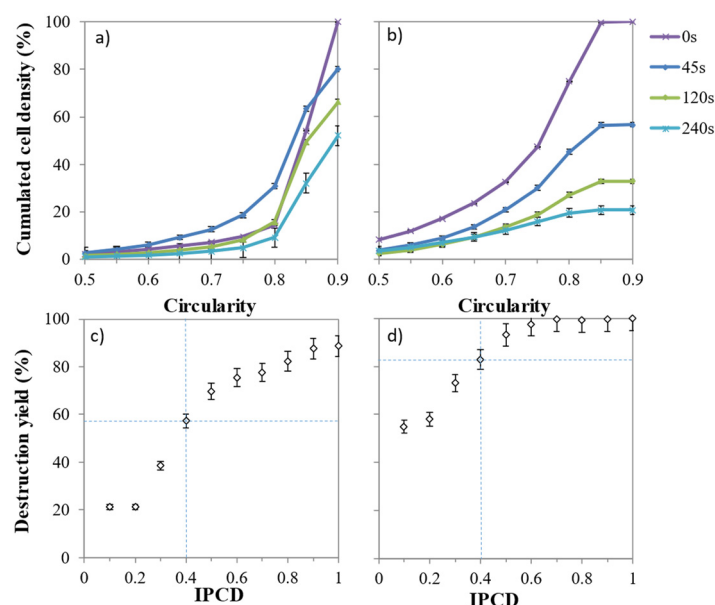 a)
b)
Cumulated cell density (%)
100
80
60
40
20
0
0.5 0.6 0.7 0.8 0.9
0.5 0.6 0.7 0.8 0.9
Circularity
Circularity
0s
45s
120s
240s
c)
d)
Destruction yield (%)
100
80
60
40
20
0
0 0.2 0.4 0.6 0.8 1
0 0.2 0.4 0.6 0.8 1
IPCD
IPCD